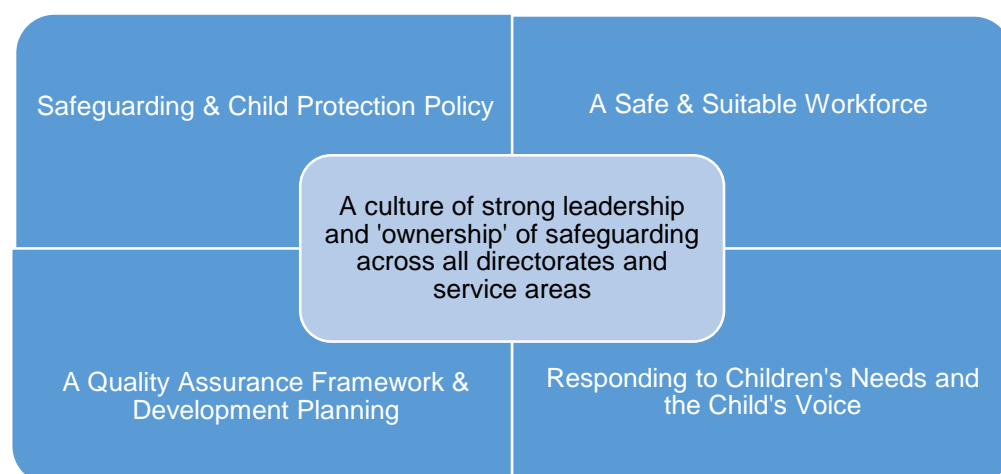 Safeguarding & Child Protection Policy
A Safe & Suitable Workforce
A culture of strong leadership
and 'ownership' of safeguarding
across all directorates and
service areas
A Quality Assurance Framework &
Development Planning
Responding to Children's Needs and
the Child's Voice